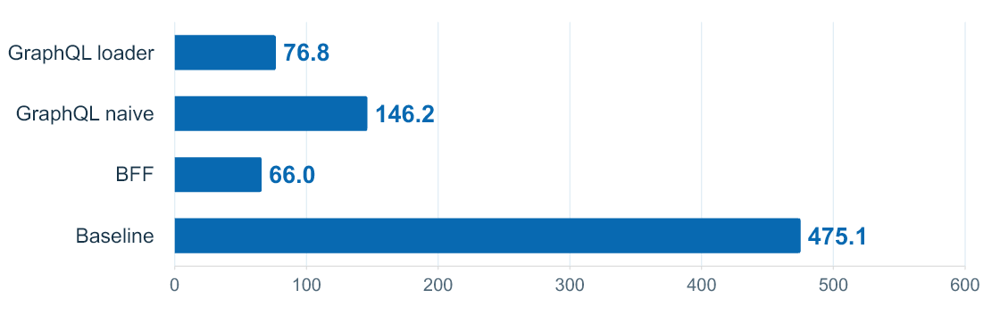 GraphQL loader 76.8
GraphQL naive 146.2
BFF 66.0
Baseline 475.1
0 100 200 300 400 500 600